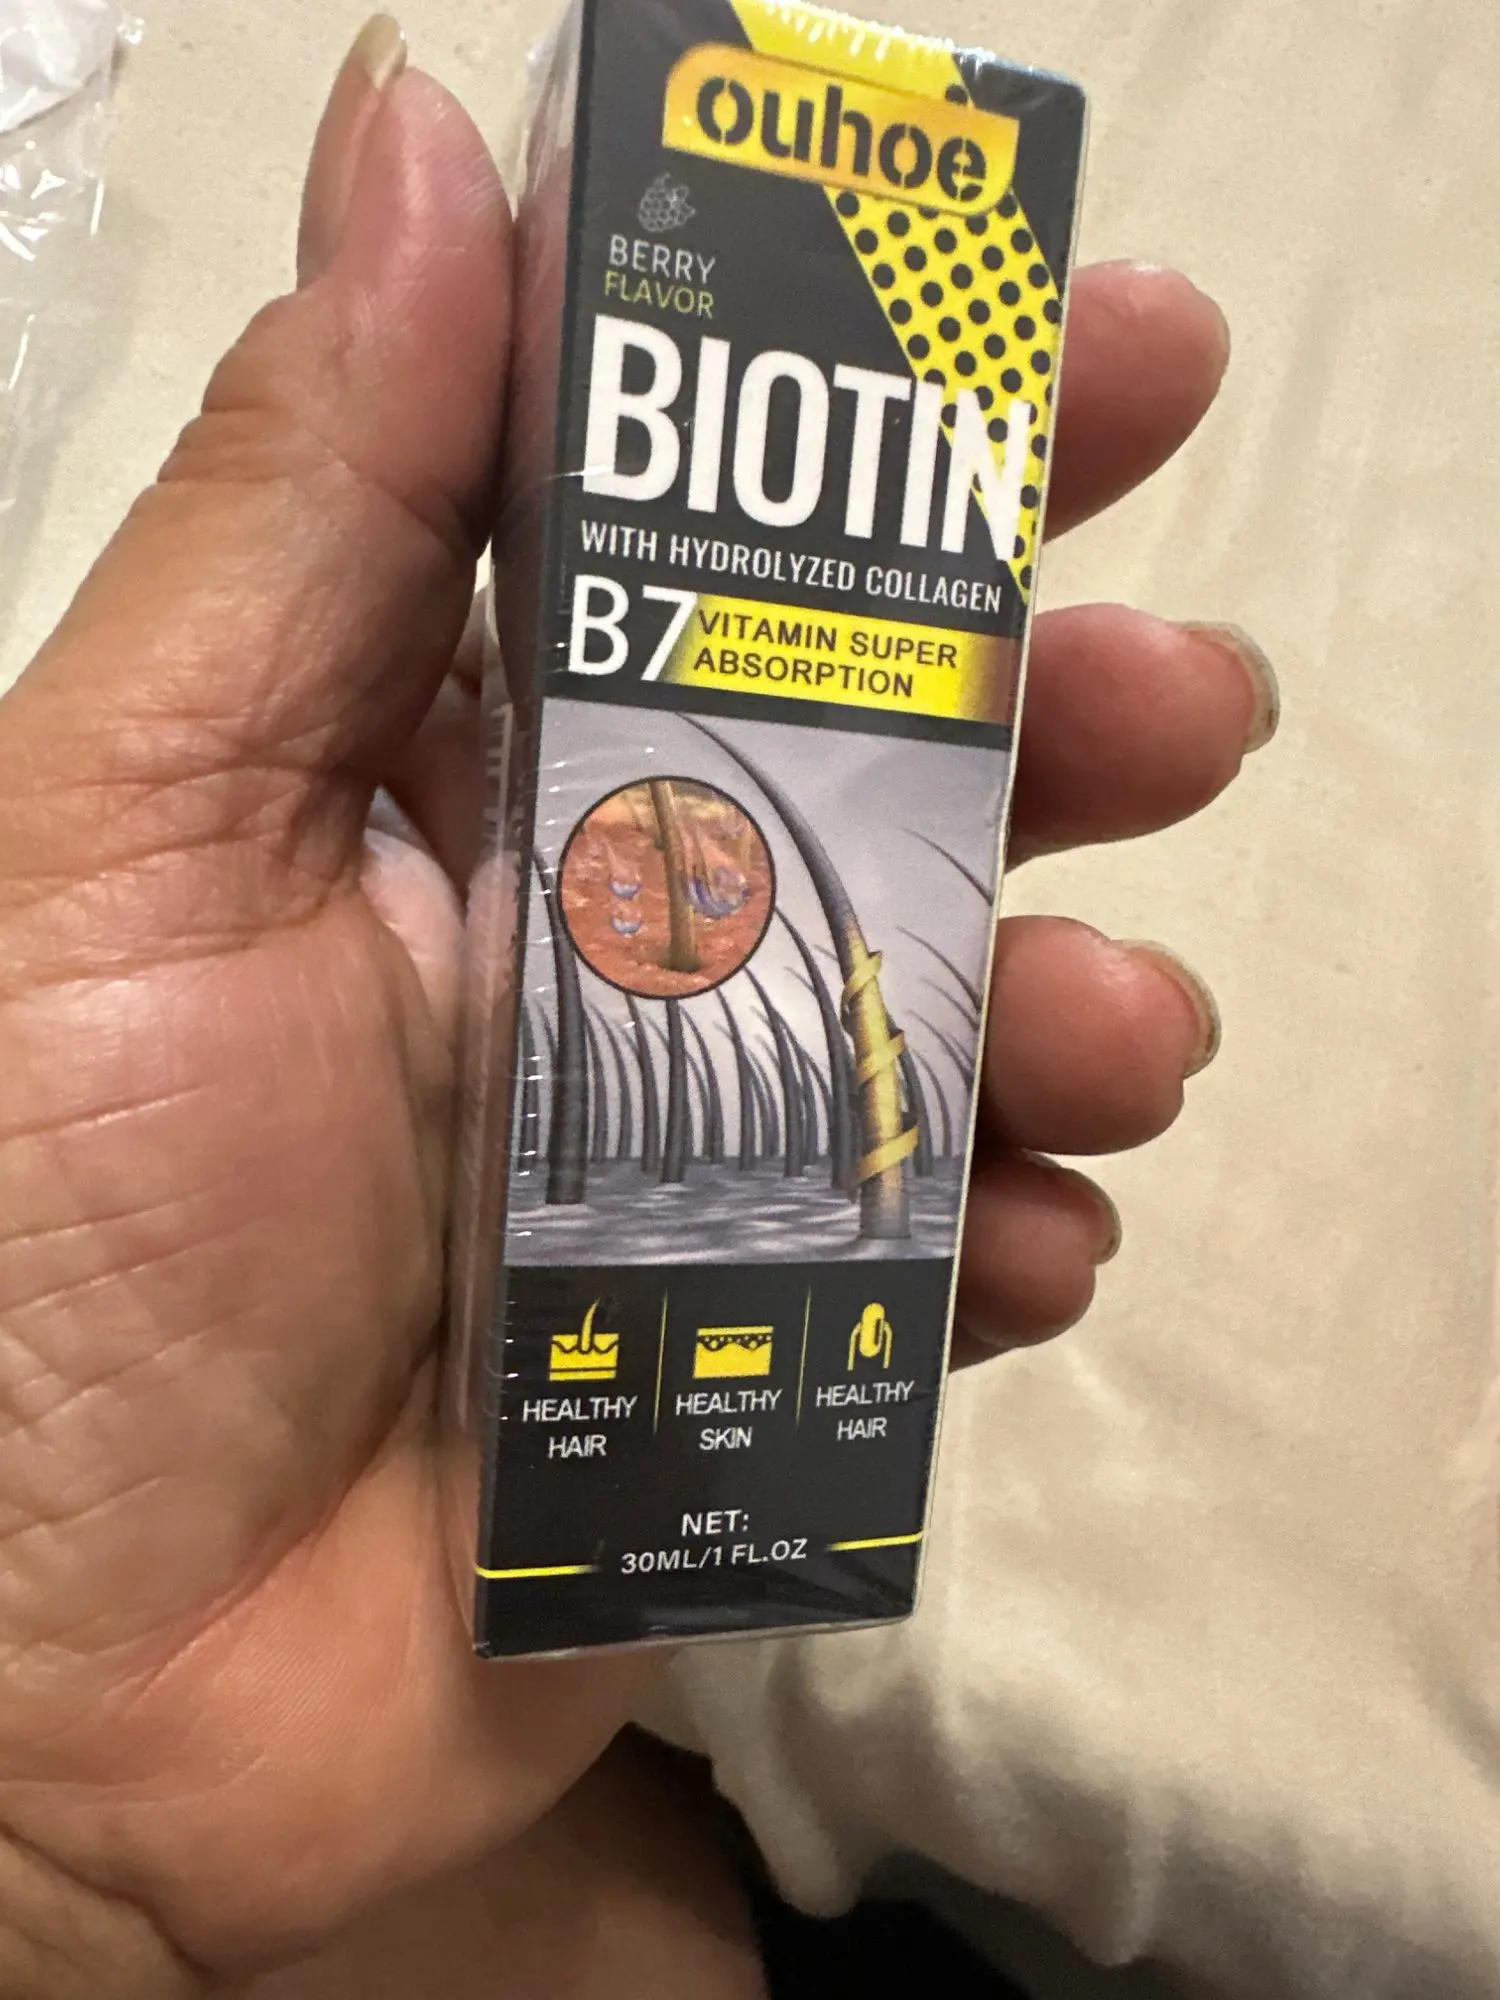 ouhoe
BERRY
FLAVOR
BIOTIN
WITH HYDROLYZED COLLAGEN
B7
VITAMIN SUPER
ABSORPTION
HEALTHY
HAIR
HEALTHY
SKIN
HEALTHY
HAIR
NET:
30ML/1 FL.OZ